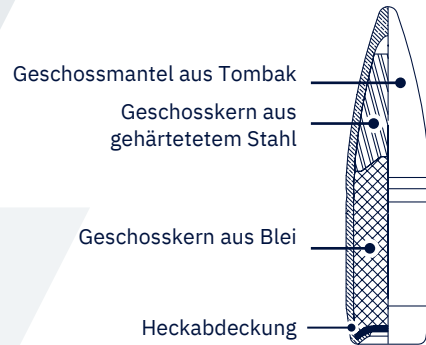 Geschossmantel aus Tombak
Geschosskern aus
gehärtetetem Stahl
Geschosskern aus Blei
Heckabdeckung